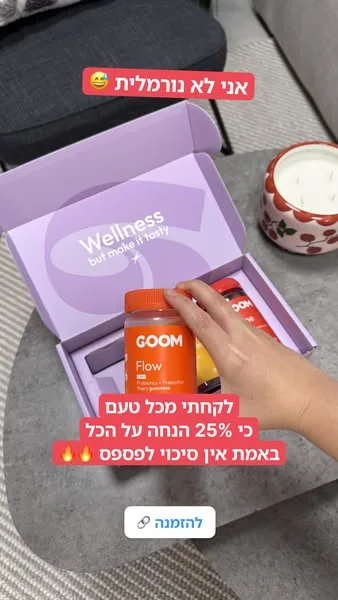 אני לא נורמלית 😅
Wellness
but make it tasty
GOOM
Flow
Probiotics + Prebiotics
GOOM
לקחתי מכל טעם
כי 25% הנחה על הכל
באמת אין סיכוי לפספס 🔥🔥
להזמנה